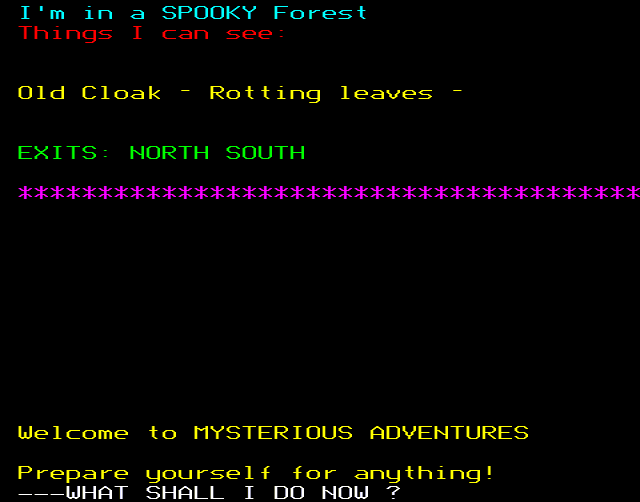 I'm in a SPOOKY Forest
Things I can see:
Old Cloak - Rotting leaves -
EXITS: NORTH SOUTH
***************************************
Welcome to MYSTERIOUS ADVENTURES
Prepare yourself for anything!
---WHAT SHALL I DO NOW ?